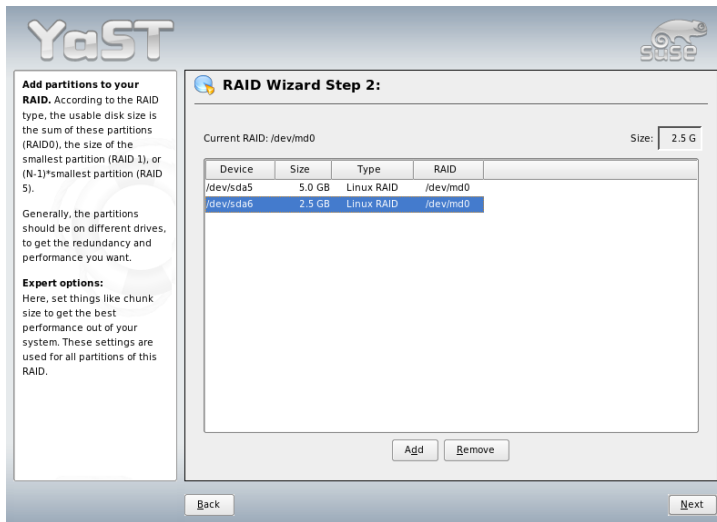 YaST
suse
Add partitions to your
RAID. According to the RAID
type, the usable disk size is
the sum of these partitions
(RAID0), the size of the
smallest partition (RAID 1), or
(N-1)*smallest partition (RAID
5).
Generally, the partitions
should be on different drives,
to get the redundancy and
performance you want.
Expert options:
Here, set things like chunk
size to get the best
performance out of your
system. These settings are
used for all partitions of this
RAID.
RAID Wizard Step 2:
Current RAID: /dev/md0 Size: 2.5 G
Device Size Type RAID
/dev/sda5 5.0 GB Linux RAID /dev/md0
/dev/sda6 2.5 GB Linux RAID /dev/md0
Add Remove
Back Next